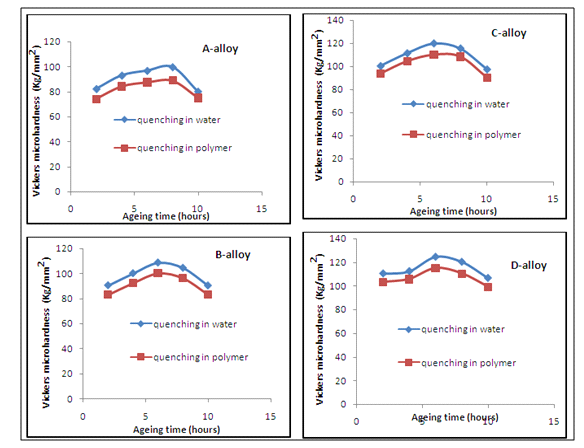 A-alloy
Vickers microhardness (Kg/mm2)
120
100
80
60
40
20
0
quenching in water
quenching in polymer
0
5
10
15
Ageing time (hours)
C-alloy
Vickers microhardness (Kg/mm2)
140
120
100
80
60
40
20
0
quenching in water
quenching in polymer
0
5
10
15
Ageing time (hours)
B-alloy
Vickers microhardness (Kg/mm2)
120
100
80
60
40
20
0
quenching in water
quenching in polymer
0
5
10
15
Ageing time (hours)
D-alloy
Vickers microhardness (Kg/mm2)
140
120
100
80
60
40
20
0
quenching in water
quenching in polymer
0
5
10
15
Ageing time (hours)